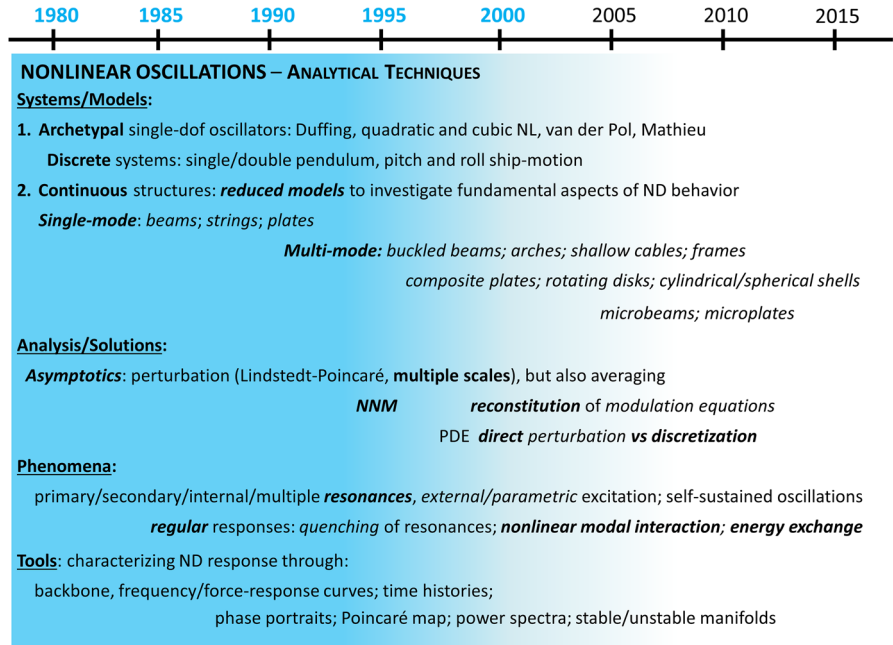 1980 1985 1990 1995 2000 2005 2010 2015
NONLINEAR OSCILLATIONS – ANALYTICAL TECHNIQUES
Systems/Models:
1. Archetypal single-dof oscillators: Duffing, quadratic and cubic NL, van der Pol, Mathieu
Discrete systems: single/double pendulum, pitch and roll ship-motion
2. Continuous structures: reduced models to investigate fundamental aspects of ND behavior
Single-mode: beams; strings; plates
Multi-mode: buckled beams; arches; shallow cables; frames
composite plates; rotating disks; cylindrical/spherical shells
microbeams; microplates
Analysis/Solutions:
Asymptotics: perturbation (Lindstedt-Poincaré, multiple scales), but also averaging
NNM reconstitution of modulation equations
PDE direct perturbation vs discretization
Phenomena:
primary/secondary/internal/multiple resonances, external/parametric excitation; self-sustained oscillations
regular responses: quenching of resonances; nonlinear modal interaction; energy exchange
Tools: characterizing ND response through:
backbone, frequency/force-response curves; time histories;
phase portraits; Poincaré map; power spectra; stable/unstable manifolds